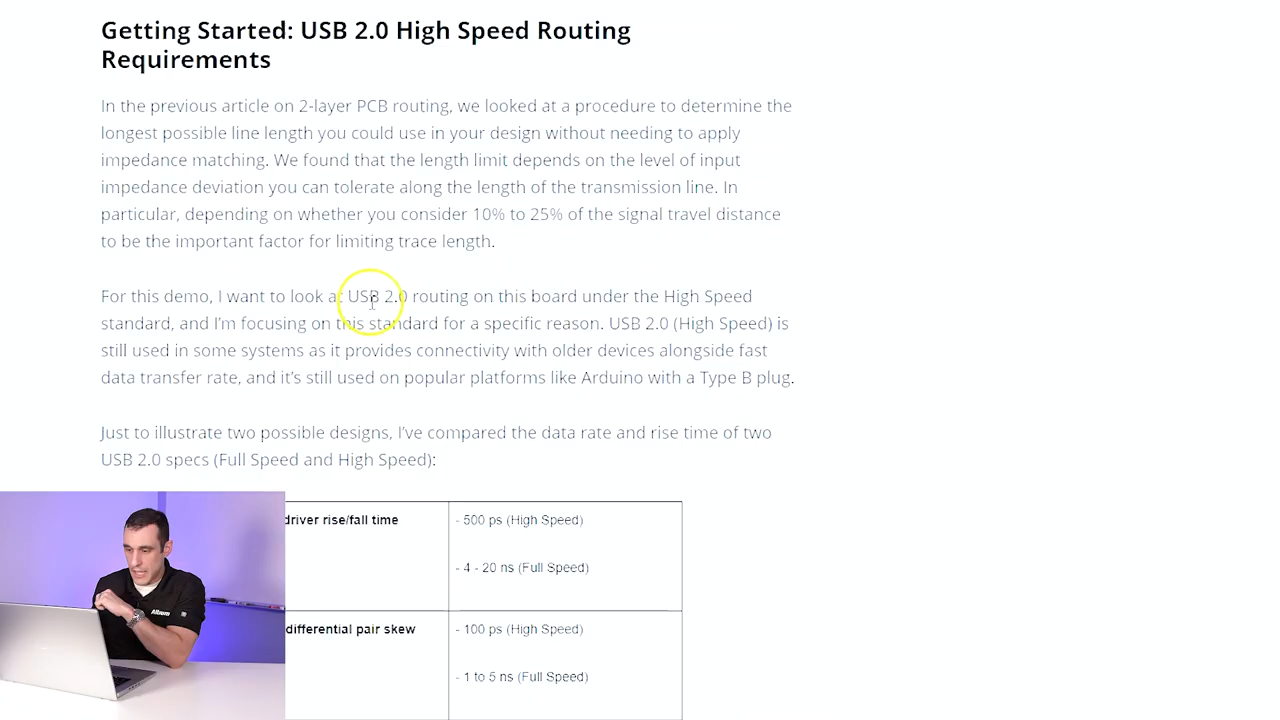 Getting Started: USB 2.0 High Speed Routing
Requirements
In the previous article on 2-layer PCB routing, we looked at a procedure to determine the
longest possible line length you could use in your design without needing to apply
impedance matching. We found that the length limit depends on the level of input
impedance deviation you can tolerate along the length of the transmission line. In
particular, depending on whether you consider 10% to 25% of the signal travel distance
to be the important factor for limiting trace length.
For this demo, I want to look at USB 2.0 routing on this board under the High Speed
standard, and I'm focusing on this standard for a specific reason. USB 2.0 (High Speed) is
still used in some systems as it provides connectivity with older devices alongside fast
data transfer rate, and it's still used on popular platforms like Arduino with a Type B plug.
Just to illustrate two possible designs, I've compared the data rate and rise time of two
USB 2.0 specs (Full Speed and High Speed):
driver rise/fall time
- 500 ps (High Speed)
- 4 - 20 ns (Full Speed)
differential pair skew
- 100 ps (High Speed)
- 1 to 5 ns (Full Speed)
Altium